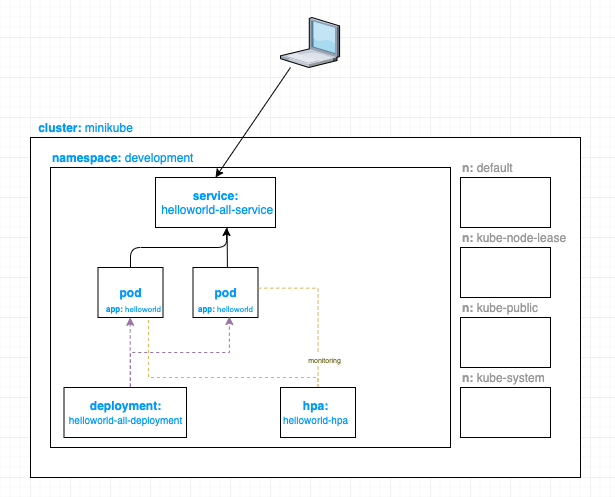 cluster: minikube
namespace: development
n: default
service:
helloworld-all-service
n: kube-node-lease
pod
app: helloworld
pod
app: helloworld
n: kube-public
monitoring
n: kube-system
deployment:
helloworld-all-deployment
hpa:
helloworld-hpa